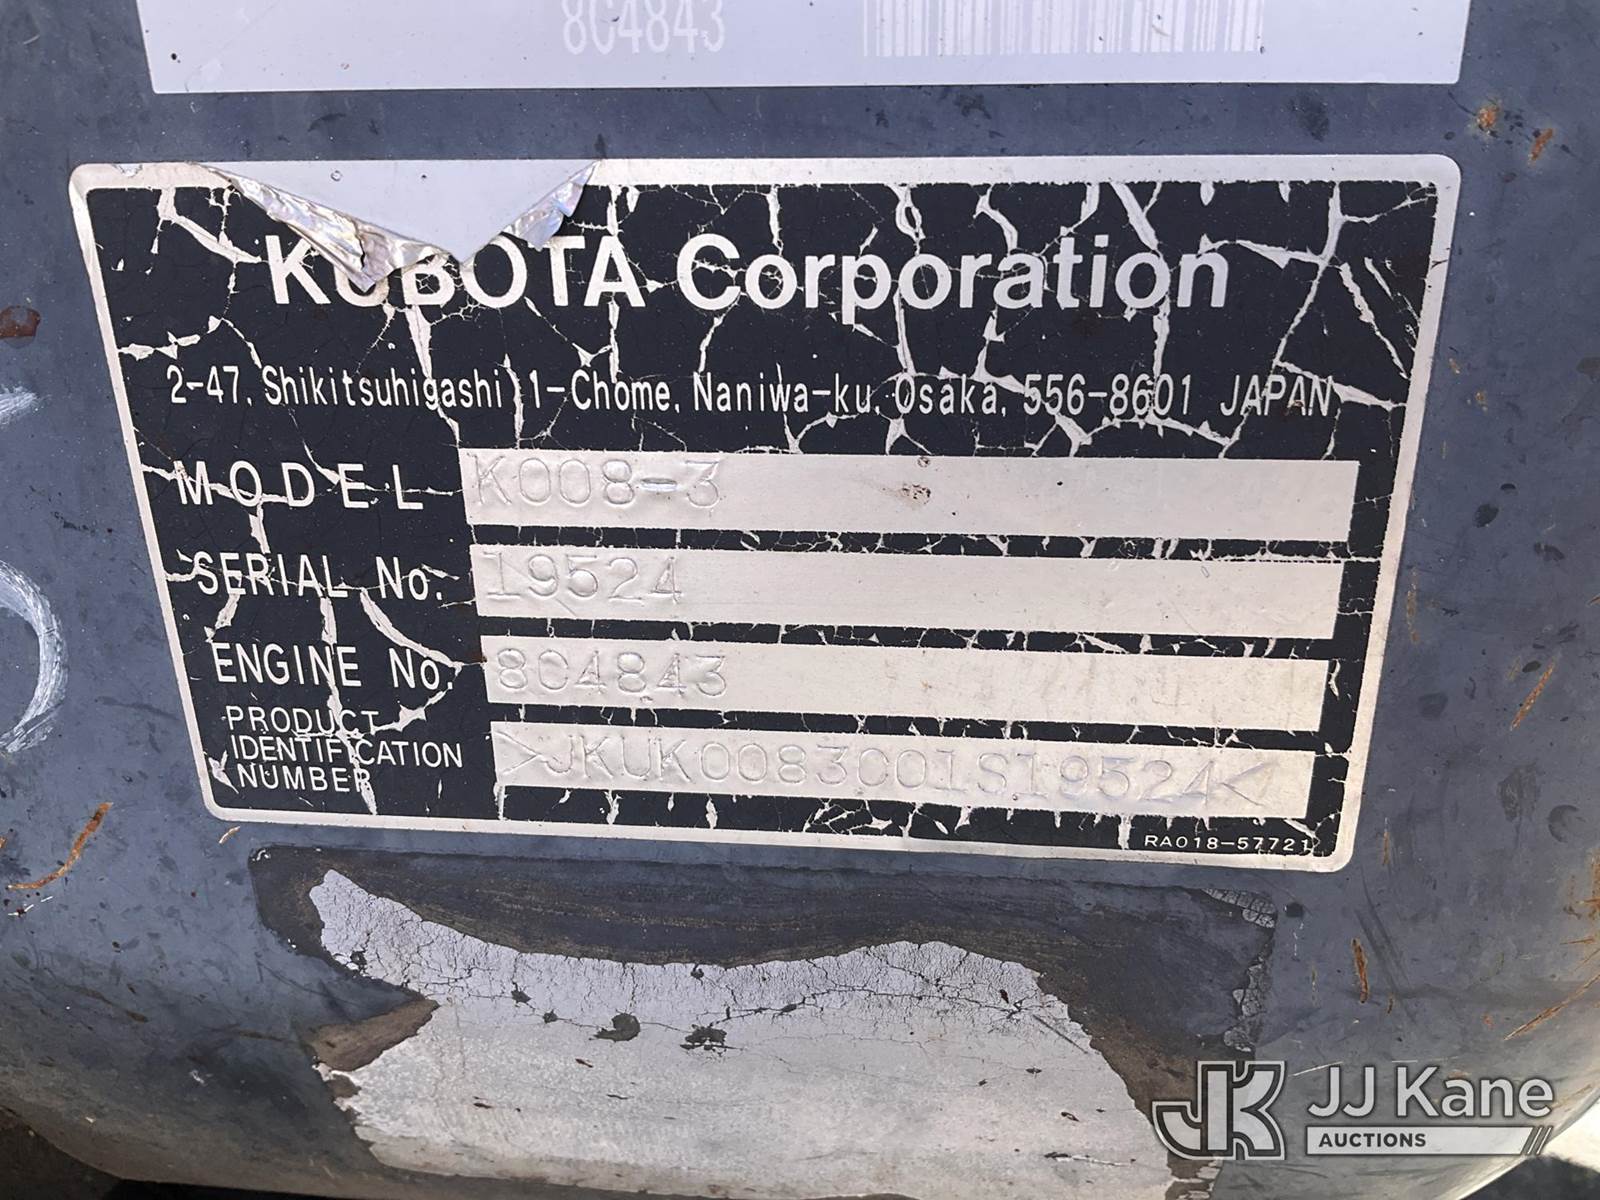 8C4843
KUBOTA Corporation
2-47, Shikitsuhigashi 1-Chome, Naniwa-ku, Osaka, 556-8601 JAPAN
MODEL K008-3
SERIAL No. 19524
ENGINE No. 8C4843
PRODUCT
IDENTIFICATION
NUMBER
>JKUK0083C01S19524<
RA018-57721
JK JJ Kane
AUCTIONS